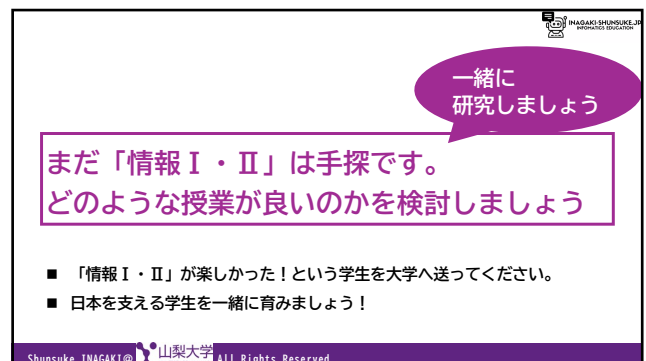 INAGAKI-SHUNSUKE.JP
INFOMATICS EDUCATION
一緒に
研究しましょう
まだ「情報Ⅰ・Ⅱ」は手探です。
どのような授業が良いのかを検討しましょう
■ 「情報Ⅰ・Ⅱ」が楽しかった！という学生を大学へ送ってください。
■ 日本を支える学生を一緒に育みましょう！
Shunsuke INAGAKI@ 山梨大学 All Rights Reserved